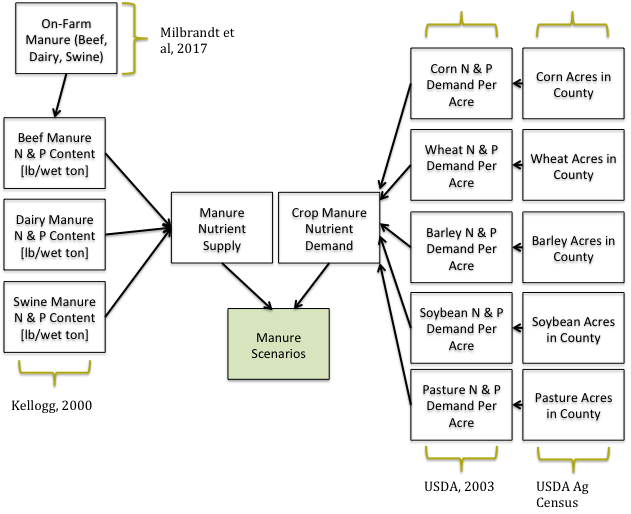 On-Farm
Manure (Beef,
Dairy, Swine)
Milbrandt et
al, 2017
Beef Manure
N & P Content
[lb/wet ton]
Dairy Manure
N & P Content
[lb/wet ton]
Swine Manure
N & P Content
[lb/wet ton]
Kellogg, 2000
Manure
Nutrient
Supply
Crop Manure
Nutrient
Demand
Manure
Scenarios
Corn N & P
Demand Per
Acre
Corn Acres in
County
Wheat N & P
Demand Per
Acre
Wheat Acres in
County
Barley N & P
Demand Per
Acre
Barley Acres in
County
Soybean N & P
Demand Per
Acre
Soybean Acres
in County
Pasture N & P
Demand Per
Acre
Pasture Acres
in County
USDA, 2003
USDA Ag
Census